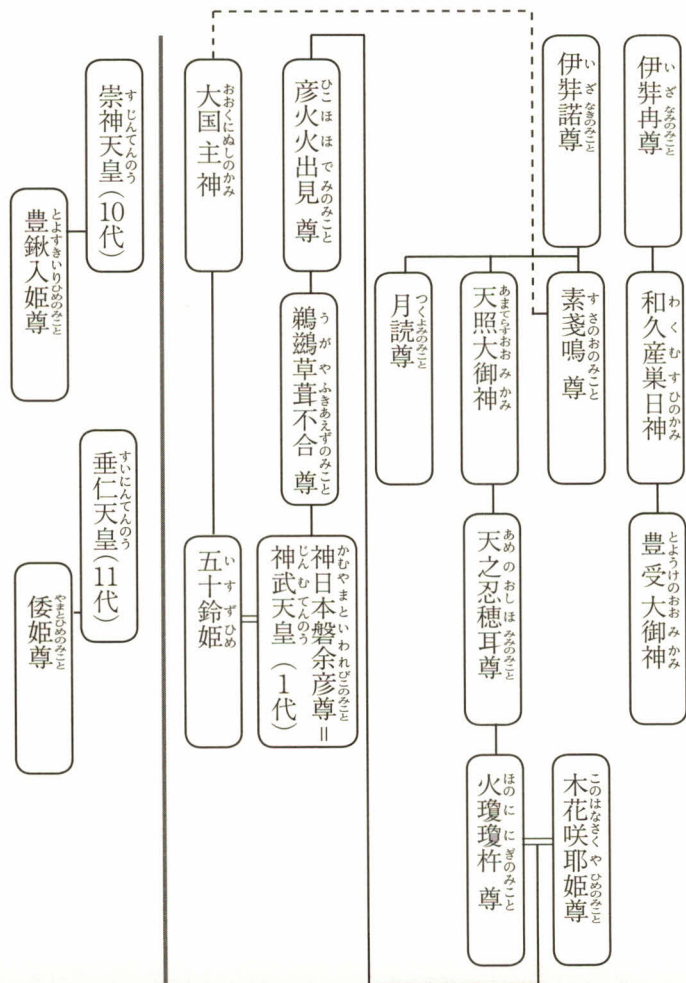 伊弉冉尊
いざなみのみこと
和久産巣日神
わくむすひのかみ
豊受大御神
とようけのおおみかみ
伊弉諾尊
いざなきのみこと
素戔嗚尊
すさのおのみこと
木花咲耶姫尊
このはなさくやひめのみこと
天照大御神
あまてらすおおみかみ
天之忍穂耳尊
あめのおしほみみのみこと
火瓊瓊杵尊
ほのににぎのみこと
月読尊
つくよみのみこと
彦火火出見尊
ひこほほでみのみこと
鵜鷀草葺不合尊
うがやふきあえずのみこと
神日本磐余彦尊=
かむやまといわれびこのみこと
神武天皇(1代)
じんむてんのう
大国主神
おおくにぬしのかみ
五十鈴姫
いすずひめ
崇神天皇(10代)
すじんてんのう
豊鍬入姫尊
とよすきいりひめのみこと
垂仁天皇(11代)
すいにんてんのう
倭姫尊
やまとひめのみこと